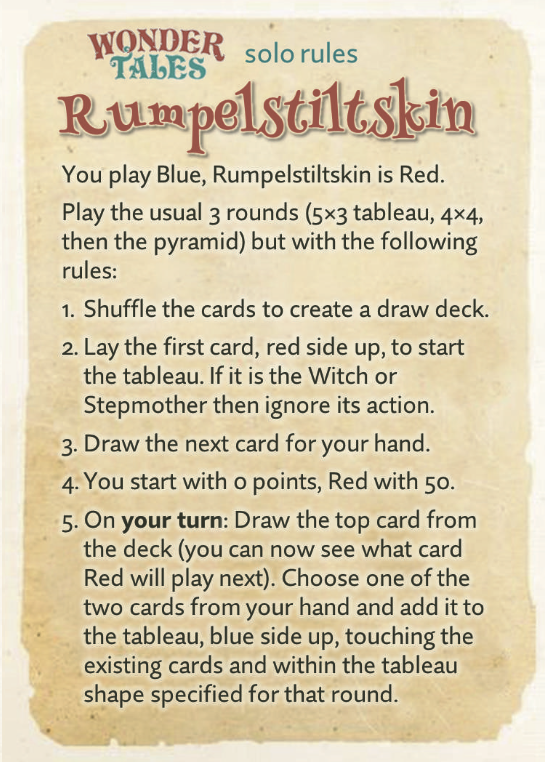 WONDER
TALES
solo rules
Rumpelstiltskin
You play Blue, Rumpelstiltskin is Red.
Play the usual 3 rounds (5×3 tableau, 4×4,
then the pyramid) but with the following
rules:
1. Shuffle the cards to create a draw deck.
2. Lay the first card, red side up, to start
the tableau. If it is the Witch or
Stepmother then ignore its action.
3. Draw the next card for your hand.
4. You start with 0 points, Red with 50.
5. On your turn: Draw the top card from
the deck (you can now see what card
Red will play next). Choose one of the
two cards from your hand and add it to
the tableau, blue side up, touching the
existing cards and within the tableau
shape specified for that round.